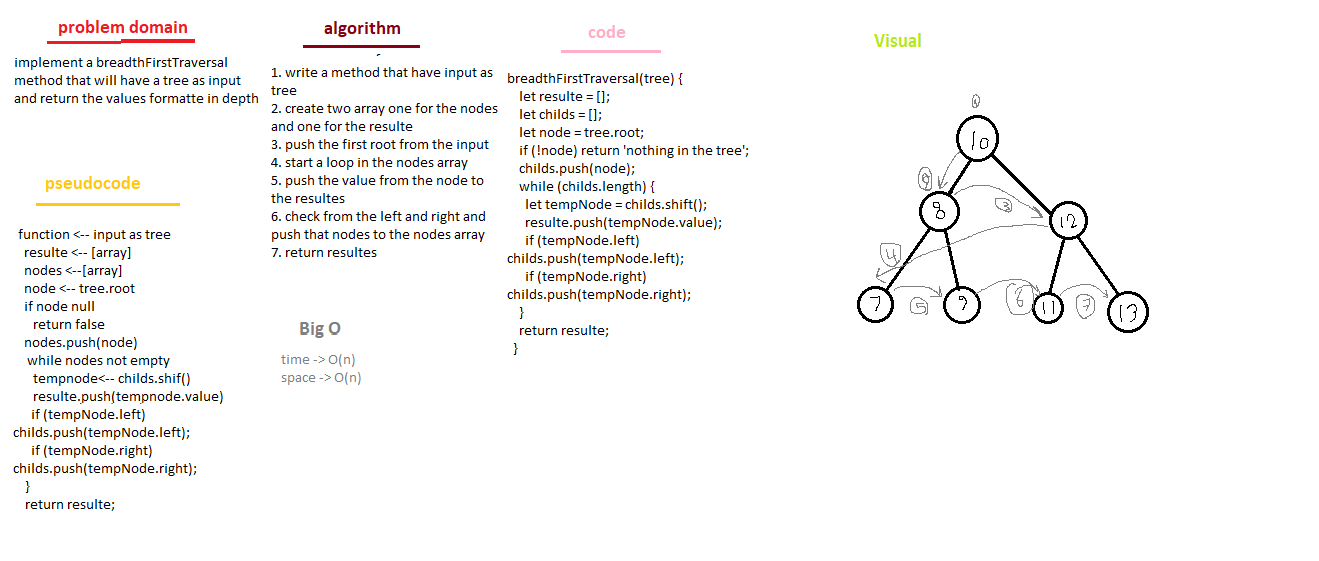 problem domain
implement a breadthFirstTraversal
method that will have a tree as input
and return the values formatte in depth
pseudocode
function <-- input as tree
resulte <-- [array]
nodes <--[array]
node <-- tree.root
if node null
return false
nodes.push(node)
while nodes not empty
tempnode<-- childs.shif()
resulte.push(tempnode.value)
if (tempNode.left)
childs.push(tempNode.left);
if (tempNode.right)
childs.push(tempNode.right);
}
return resulte;
algorithm
1. write a method that have input as
tree
2. create two array one for the nodes
and one for the resulte
3. push the first root from the input
4. start a loop in the nodes array
5. push the value from the node to
the resultes
6. check from the left and right and
push that nodes to the nodes array
7. return resultes
Big O
time -> O(n)
space -> O(n)
code
breadthFirstTraversal(tree) {
let resulte = [];
let childs = [];
let node = tree.root;
if (!node) return 'nothing in the tree';
childs.push(node);
while (childs.length) {
let tempNode = childs.shift();
resulte.push(tempNode.value);
if (tempNode.left)
childs.push(tempNode.left);
if (tempNode.right)
childs.push(tempNode.right);
}
return resulte;
}
Visual
10
8
3
12
4
7
5
9
6
11
7
13